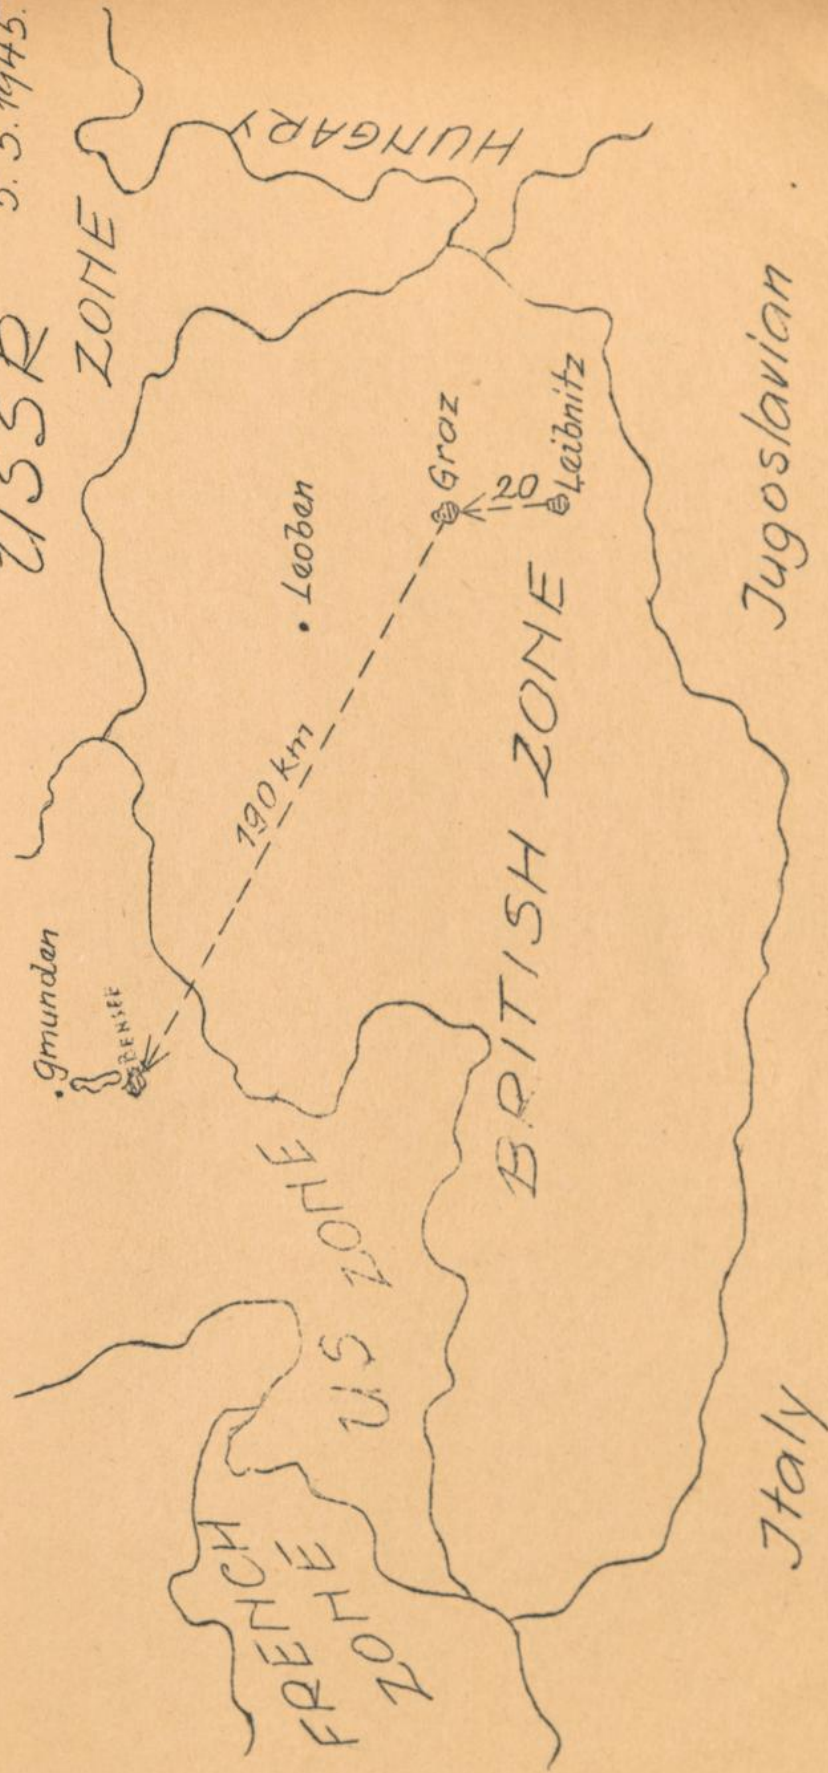 USSR 5.5.1945.
ZONE
HUNGARY
Gmunden
BENSEE
190 km
Leoben
Graz
20
Leibnitz
BRITISH ZONE
US ZONE
FRENCH
ZONE
Italy
Jugoslavian